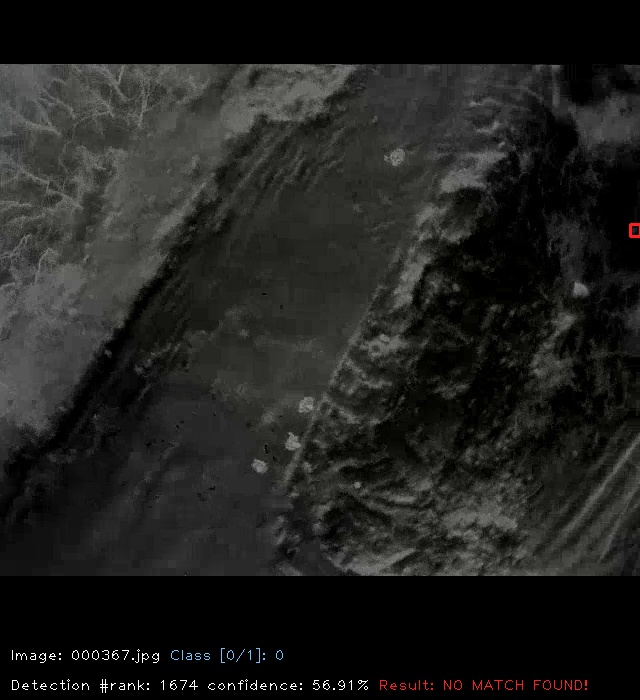 Image: 000367.jpg Class [0/1]: 0
Detection #rank: 1674 confidence: 56.91% Result: NO MATCH FOUND!